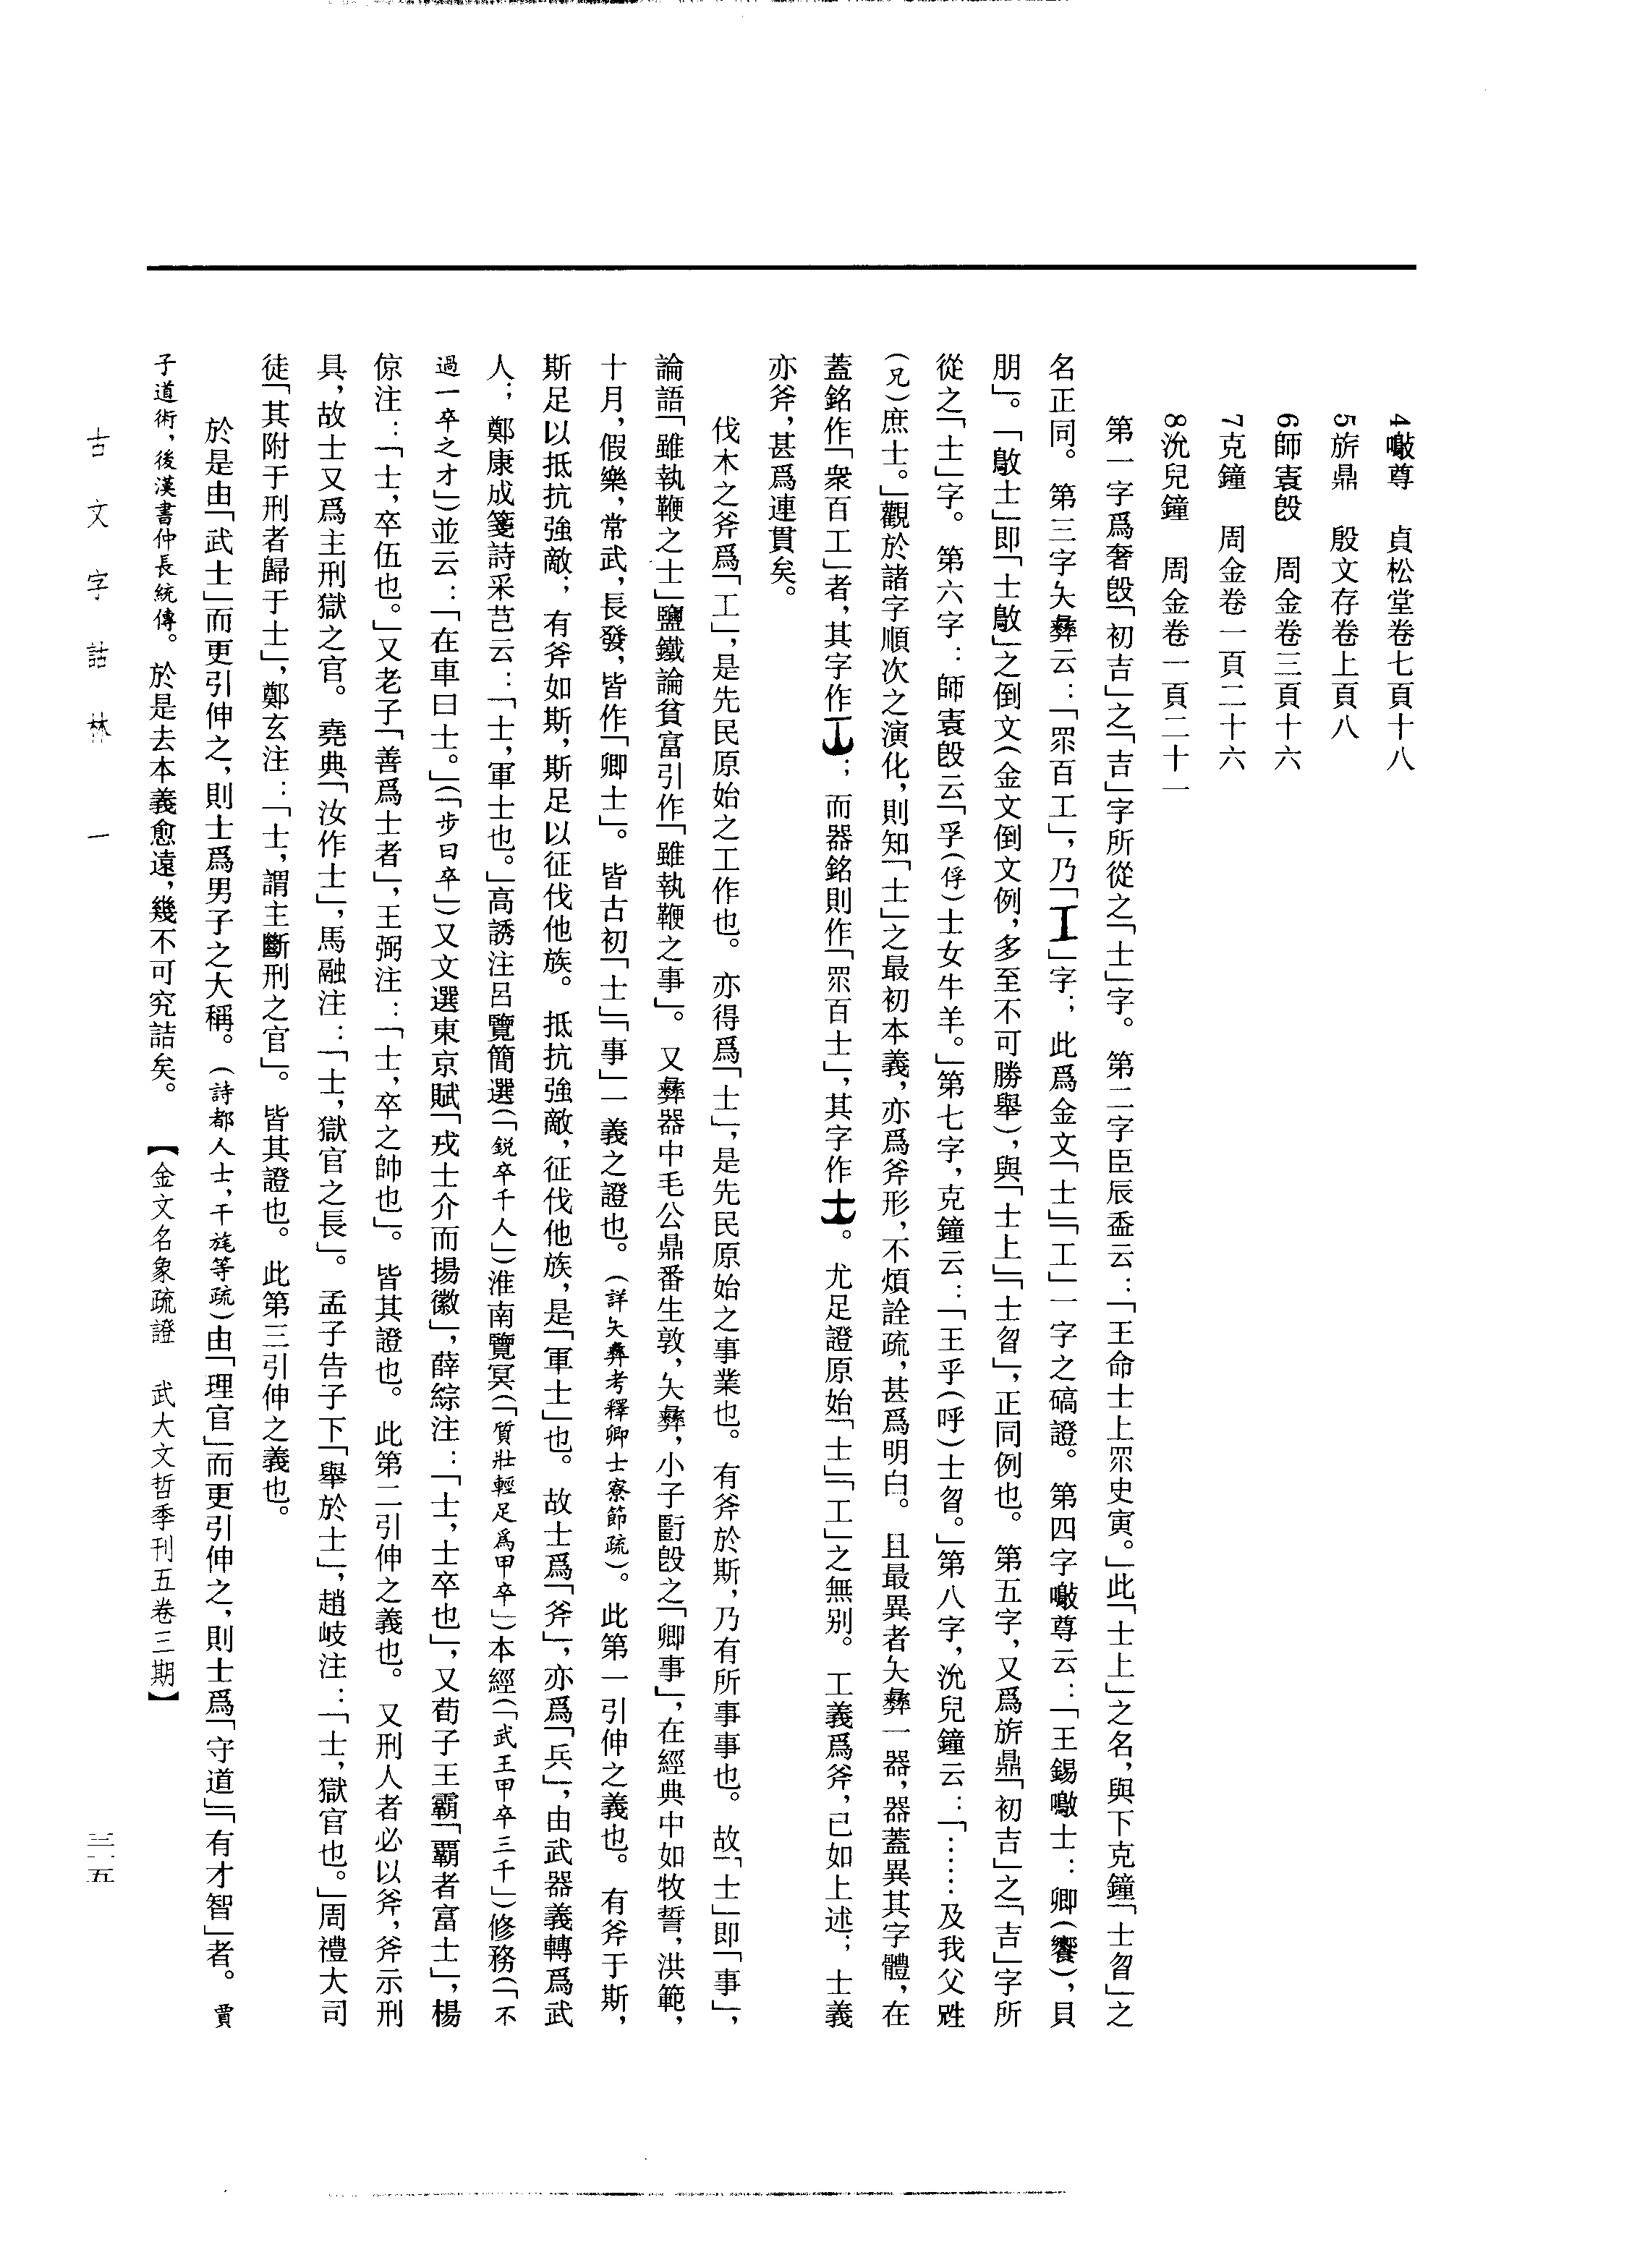 4噉尊　貞松堂卷七頁十八
5旂鼎　殷文存卷上頁八
6師㝨𣪘　周金卷三頁十六
7克鐘　周金卷一頁二十六
8沇兒鐘　周金卷一頁二十一
第一字爲奢𣪘「初吉」之「吉」字所從之「士」字。第二字臣辰盉云：「王命士上眔史寅。」此「士上」之名，與下克鐘「士曶」之
名正同。第三字夨彝云：「眔百工」，乃「工」字；此爲金文「士」「工」一字之碻證。第四字噉尊云：「王錫噉士：卿（饗），貝
朋」。「㪣士」即「士㪣」之倒文（金文倒文例，多至不可勝舉），與「士上」「士曶」，正同例也。第五字，又爲旂鼎「初吉」之「吉」字所
從之「士」字。第六字：師㝨𣪘云「孚（俘）士女牛羊。」第七字，克鐘云：「王乎（呼）士曶。」第八字，沇兒鐘云：「……及我父㽒
（兄）庶士。」觀於諸字順次之演化，則知「士」之最初本義，亦爲斧形，不煩詮疏，甚爲明白。且最異者夨彝一器，器蓋異其字體，在
蓋銘作「衆百工」者，其字作；而器銘則作「眔百士」，其字作士。尤足證原始「士」「工」之無别。工義爲斧，已如上述；士義
亦斧，甚爲連貫矣。
伐木之斧爲「工」，是先民原始之工作也。亦得爲「士」，是先民原始之事業也。有斧於斯，乃有所事事也。故「士」即「事」，
論語「雖執鞭之士」鹽鐵論貧富引作「雖執鞭之事」。又彝器中毛公鼎番生敦，夨彝，小子𠭯𣪘之「卿事」，在經典中如牧誓，洪範，
十月，假樂，常武，長發，皆作「卿士」。皆古初「士」「事」一義之證也。（詳夨彝考釋卿士寮節疏）。此第一引伸之義也。有斧于斯，
斯足以抵抗強敵；有斧如斯，斯足以征伐他族。抵抗強敵，征伐他族，是「軍士」也。故士爲「斧」，亦爲「兵」，由武器義轉爲武
人；鄭康成箋詩采芑云：「士，軍士也。」高誘注呂覽簡選（「鋭卒千人」）淮南覽冥（「質壯輕足爲甲卒」）本經（「武王甲卒三千」）修務（「不
過一卒之才」）並云：「在車曰士。」（「步曰卒」）又文選東京賦「戎士介而揚徽」，薛綜注：「士，士卒也」，又荀子王霸「覇者富士」，楊
倞注：「士，卒伍也。」又老子「善爲士者」，王弼注：「士，卒之帥也」。皆其證也。此第二引伸之義也。又刑人者必以斧，斧示刑
具，故士又爲主刑獄之官。堯典「汝作士」，馬融注：「士，獄官之長」。孟子告子下「舉於士」，趙岐注：「士，獄官也。」周禮大司
徒「其附于刑者歸于士」，鄭玄注：「士，謂主斷刑之官」。皆其證也。此第三引伸之義也。
於是由「武士」而更引伸之，則士爲男子之大稱。（詩都人士，干旄等疏）由「理官」而更引伸之，則士爲「守道」「有才智」者。賈
子道術，後漢書仲長統傳。於是去本義愈遠，幾不可究詰矣。【金文名象疏證　武大文哲季刊五卷三期】
古文字詁林　一
三一五